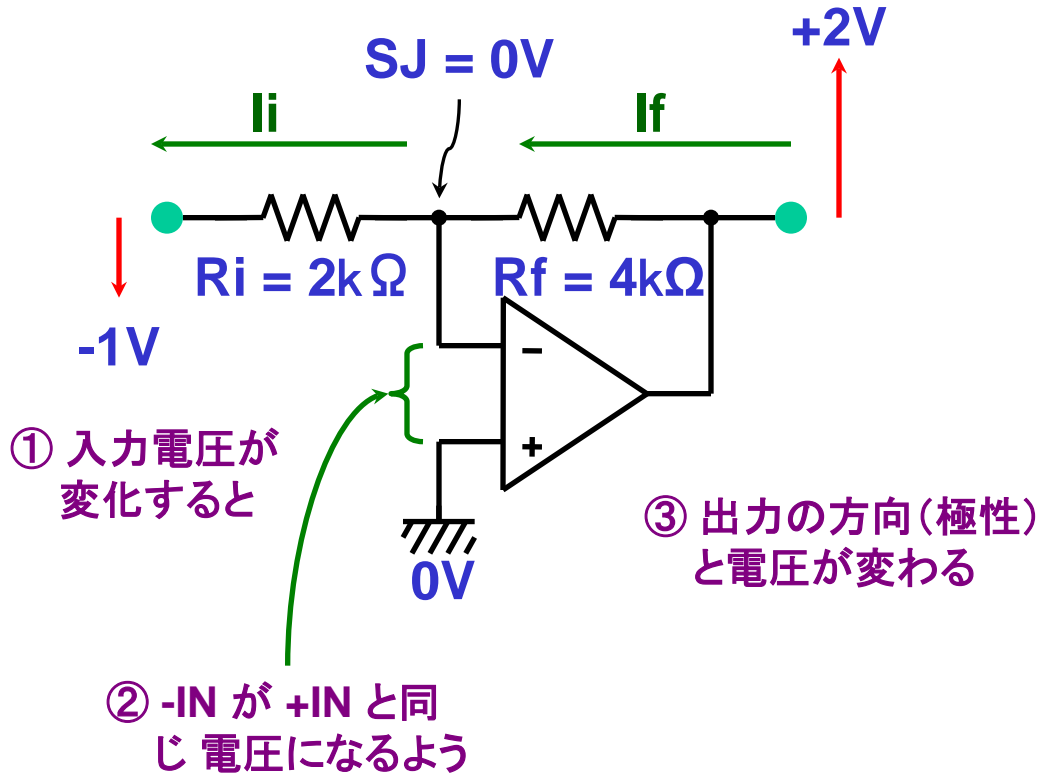 +2V
SJ = 0V
Ii
If
Ri = 2kΩ
Rf = 4kΩ
-1V
-
+
① 入力電圧が
変化すると
③ 出力の方向(極性)
と電圧が変わる
0V
② -IN が +IN と同
じ 電圧になるよう